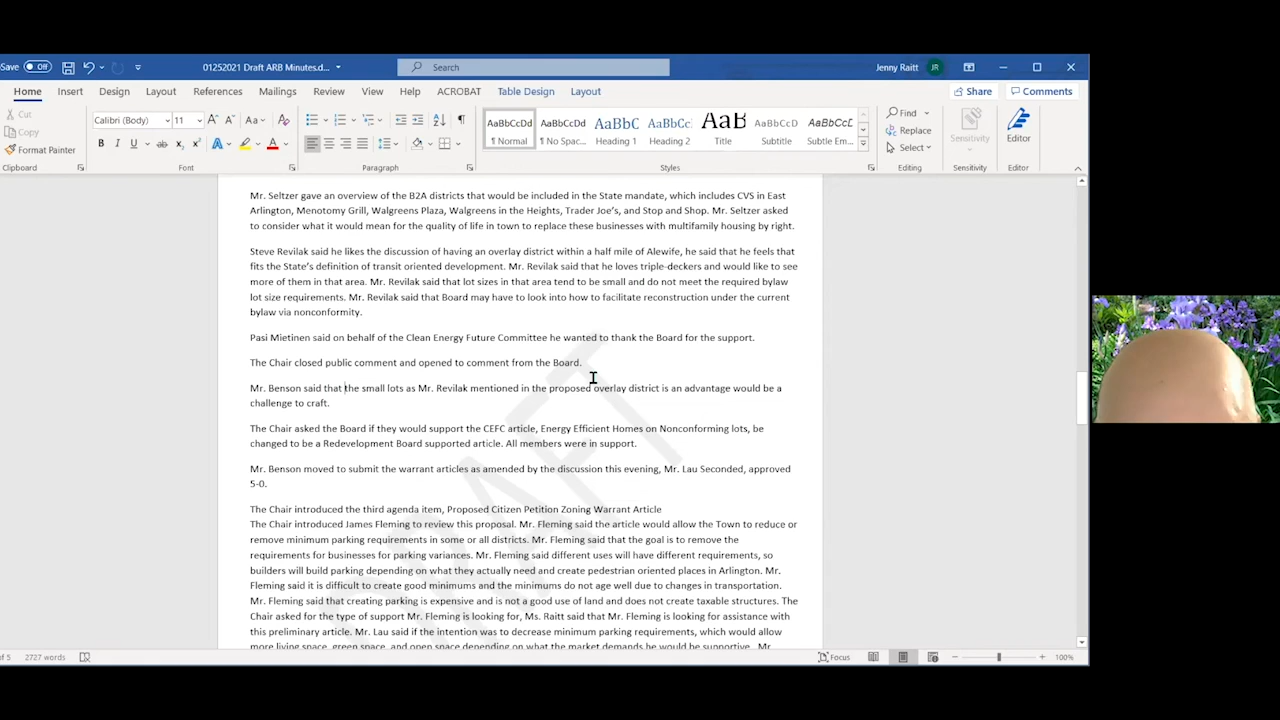 Save Off 01252021 Draft ARB Minutes.d... Search Jenny Raitt JR
Home Insert Design Layout References Mailings Review View Help ACROBAT Table Design Layout Share Comments
Cut
Copy
Format Painter
Calibri (Body) 11
Find
Replace
Select
AaBbCcDd AaBbCcDd AaBbC AaBbCc AaB AaBbCcD AaBbCcL
¶ Normal ¶ No Spac... Heading 1 Heading 2 Title Subtitle Subtle Em...
Sensitivity Editor
Clipboard Font Paragraph Styles Editing Sensitivity Editor
Mr. Seltzer gave an overview of the B2A districts that would be included in the State mandate, which includes CVS in East
Arlington, Menotomy Grill, Walgreens Plaza, Walgreens in the Heights, Trader Joe's, and Stop and Shop. Mr. Seltzer asked
to consider what it would mean for the quality of life in town to replace these businesses with multifamily housing by right.
Steve Revilak said he likes the discussion of having an overlay district within a half mile of Alewife, he said that he feels that
fits the State's definition of transit oriented development. Mr. Revilak said that he loves triple-deckers and would like to see
more of them in that area. Mr. Revilak said that lot sizes in that area tend to be small and do not meet the required bylaw
lot size requirements. Mr. Revilak said that Board may have to look into how to facilitate reconstruction under the current
bylaw via nonconformity.
Pasi Mietinen said on behalf of the Clean Energy Future Committee he wanted to thank the Board for the support.
The Chair closed public comment and opened to comment from the Board.
Mr. Benson said that the small lots as Mr. Revilak mentioned in the proposed overlay district is an advantage would be a
challenge to craft.
The Chair asked the Board if they would support the CEFC article, Energy Efficient Homes on Nonconforming lots, be
changed to be a Redevelopment Board supported article. All members were in support.
Mr. Benson moved to submit the warrant articles as amended by the discussion this evening, Mr. Lau Seconded, approved
5-0.
The Chair introduced the third agenda item, Proposed Citizen Petition Zoning Warrant Article
The Chair introduced James Fleming to review this proposal. Mr. Fleming said the article would allow the Town to reduce or
remove minimum parking requirements in some or all districts. Mr. Fleming said that the goal is to remove the
requirements for businesses for parking variances. Mr. Fleming said different uses will have different requirements, so
builders will build parking depending on what they actually need and create pedestrian oriented places in Arlington. Mr.
Fleming said it is difficult to create good minimums and the minimums do not age well due to changes in transportation.
Mr. Fleming said that creating parking is expensive and is not a good use of land and does not create taxable structures. The
Chair asked for the type of support Mr. Fleming is looking for, Ms. Raitt said that Mr. Fleming is looking for assistance with
this preliminary article. Mr. Lau said if the intention was to decrease minimum parking requirements, which would allow
more living space, green space, and open space depending on what the market demands he would be supportive. Mr.
DRAFT
of 5 2727 words Focus 100%